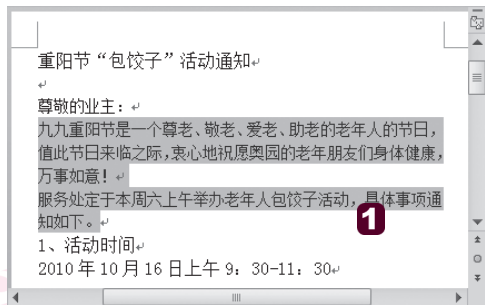 重阳节“包饺子”活动通知
尊敬的业主：
九九重阳节是一个尊老、敬老、爱老、助老的老年人的节日，
值此节日来临之际，衷心地祝愿奥园的老年朋友们身体健康，
万事如意！
服务处定于本周六上午举办老年人包饺子活动，具体事项通
知如下。
1
1、活动时间
2010 年 10 月 16 日上午 9：30-11：30